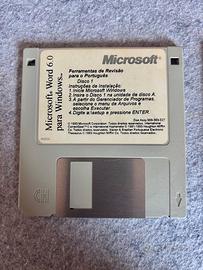 Microsoft® Word 6.0
para Windows™
Microsoft®
Ferramentas de Revisão
para o Português
Disco 1
Instruções de Instalação:
1. Inicie Microsoft Windows
2. Insira o Disco 1 na unidade de disco A.
3. A partir do Gerenciador de Programas,
selecione o menu de Arquivos e
escolha Executar.
4. Digite a:\setup e pressione ENTER.